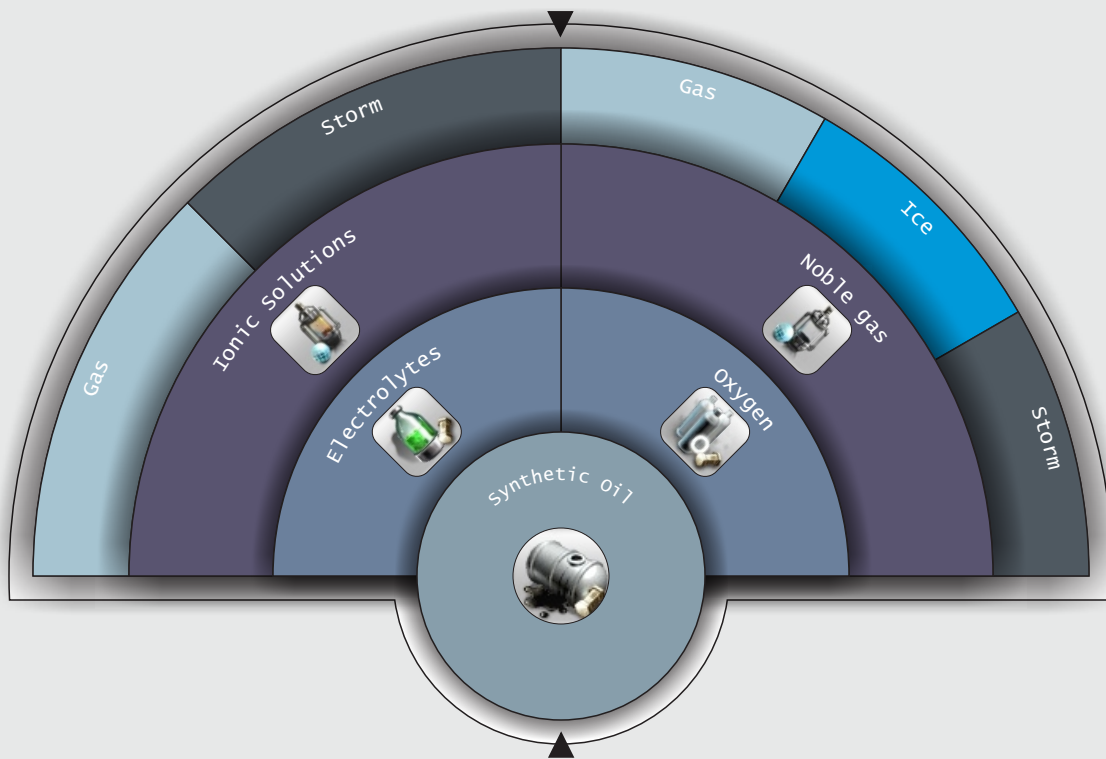 Storm
Gas
Ice
Ionic Solutions
Noble gas
Electrolytes
Oxygen
Gas
Storm
Synthetic Oil